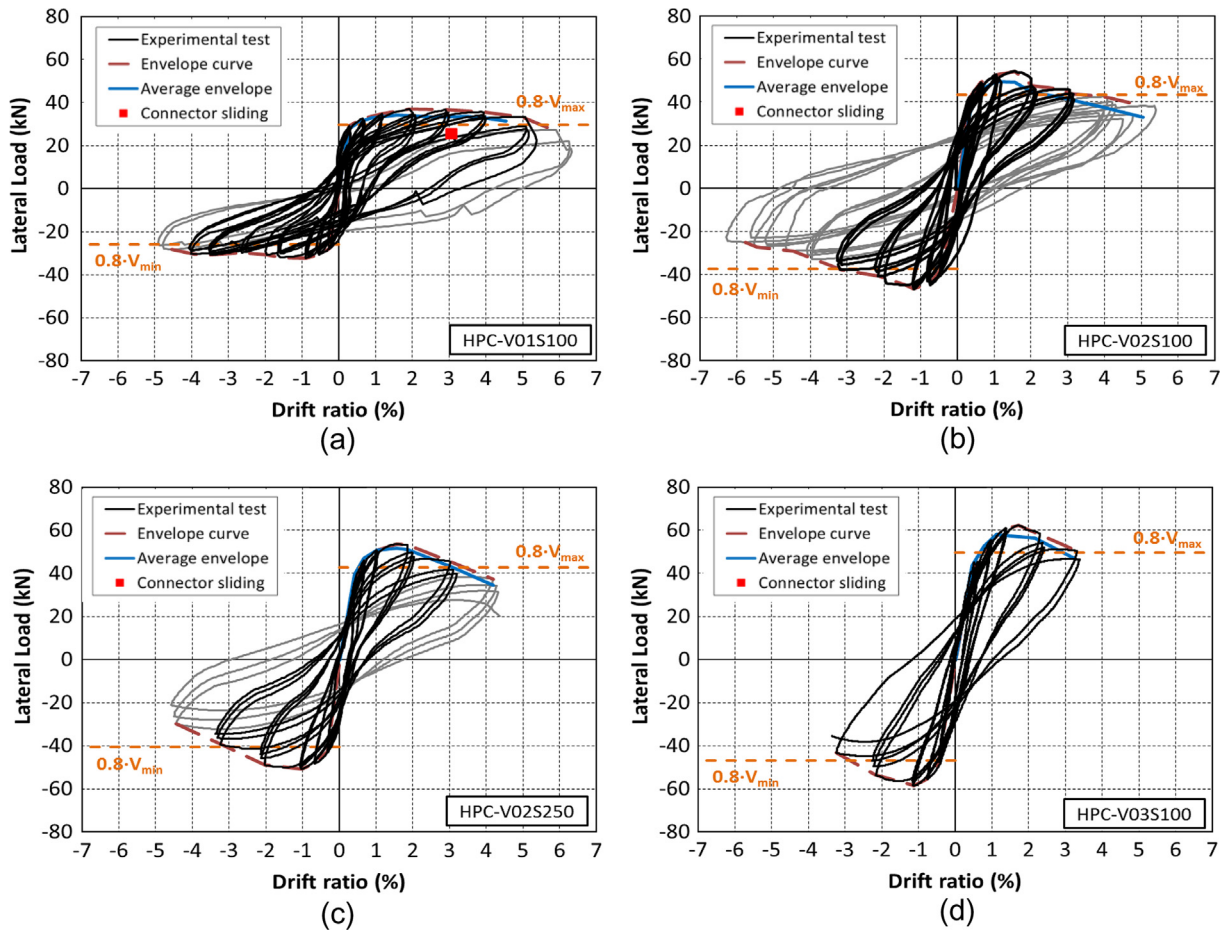 80
60
40
20
0
-20
-40
-60
-80
Lateral Load (kN)
Experimental test
Envelope curve
Average envelope
Connector sliding
0.8·Vmax
0.8·Vmin
HPC-V01S100
-7 -6 -5 -4 -3 -2 -1 0 1 2 3 4 5 6 7
Drift ratio (%)
(a)
80
60
40
20
0
-20
-40
-60
-80
Lateral Load (kN)
Experimental test
Envelope curve
Average envelope
Connector sliding
0.8·Vmax
0.8·Vmin
HPC-V02S100
-7 -6 -5 -4 -3 -2 -1 0 1 2 3 4 5 6 7
Drift ratio (%)
(b)
80
60
40
20
0
-20
-40
-60
-80
Lateral Load (kN)
Experimental test
Envelope curve
Average envelope
Connector sliding
0.8·Vmax
0.8·Vmin
HPC-V02S250
-7 -6 -5 -4 -3 -2 -1 0 1 2 3 4 5 6 7
Drift ratio (%)
(c)
80
60
40
20
0
-20
-40
-60
-80
Lateral Load (kN)
Experimental test
Envelope curve
Average envelope
Connector sliding
0.8·Vmax
0.8·Vmin
HPC-V03S100
-7 -6 -5 -4 -3 -2 -1 0 1 2 3 4 5 6 7
Drift ratio (%)
(d)